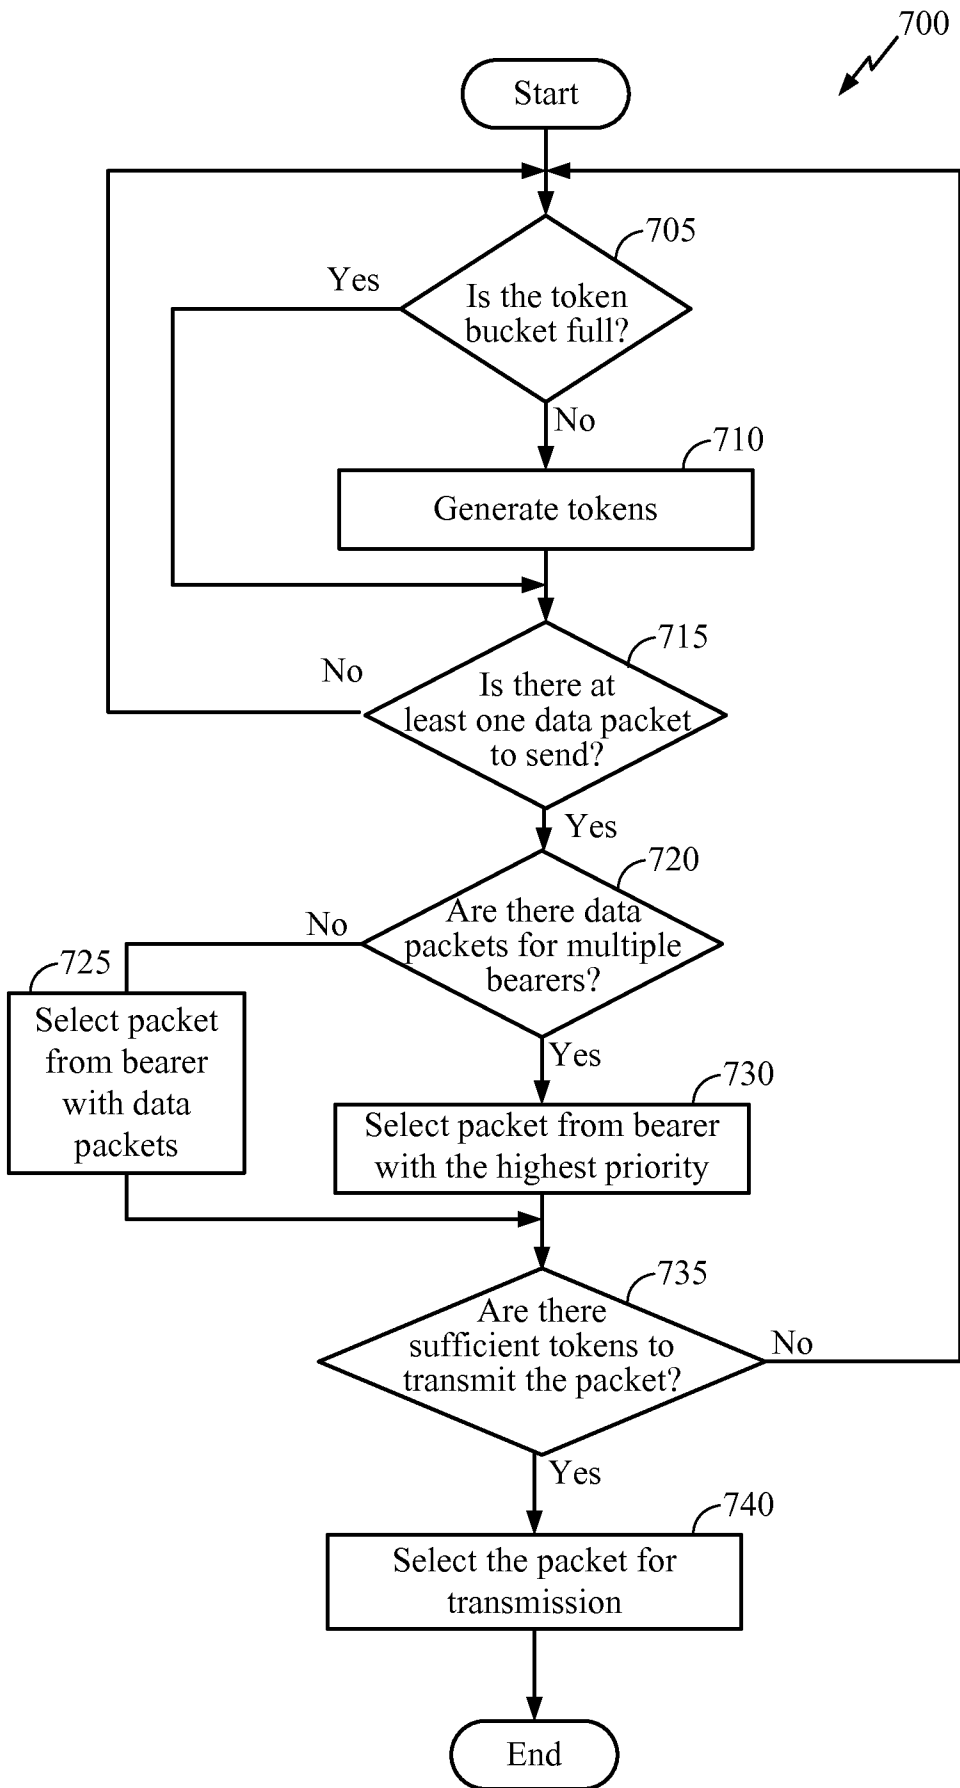 700
Start
705
Yes
Is the token
bucket full?
No
710
Generate tokens
715
No
Is there at
least one data packet
to send?
Yes
720
No
Are there data
packets for multiple
bearers?
725
Select packet
from bearer
with data
packets
Yes
730
Select packet from bearer
with the highest priority
735
Are there
sufficient tokens to
transmit the packet?
No
Yes
740
Select the packet for
transmission
End